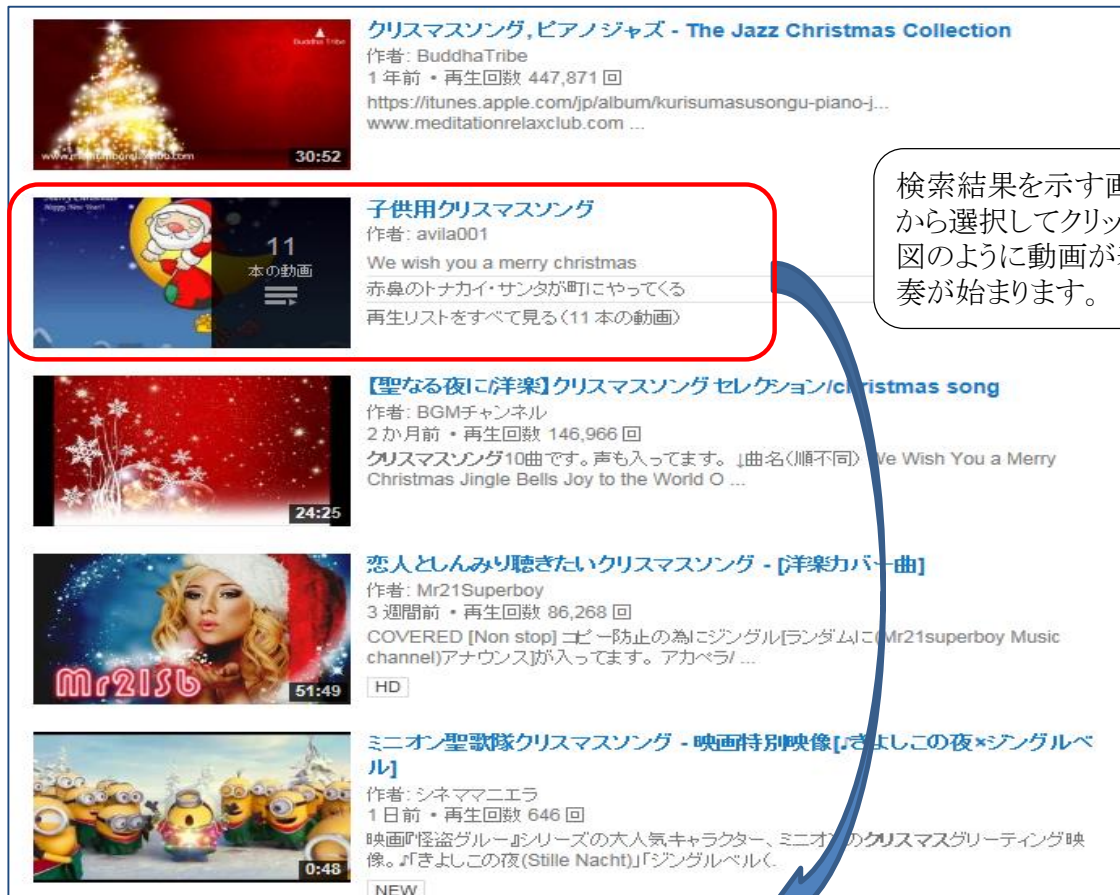 Buddha Tribe
www.meditationrelaxclub.com
30:52
クリスマスソング,ピアノジャズ - The Jazz Christmas Collection
作者: BuddhaTribe
1 年前 • 再生回数 447,871 回
https://itunes.apple.com/jp/album/kurisumasusongu-piano-j...
www.meditationrelaxclub.com ...
Merry Christmas
Happy New Year!!
11
本の動画
子供用クリスマスソング
作者: avila001
We wish you a merry christmas
赤鼻のトナカイ・サンタが町にやってくる
再生リストをすべて見る(11 本の動画)
検索結果を示す
から選択してクリッ
図のように動画が
奏が始まります。
24:25
【聖なる夜に/洋楽】クリスマスソング セレクション/christmas song
作者: BGMチャンネル
2 か月前 • 再生回数 146,966 回
クリスマスソング10曲です。声も入ってます。 ↓曲名(順不同) We Wish You a Merry
Christmas Jingle Bells Joy to the World O ...
Mr21Sb
51:49
恋人としんみり聴きたいクリスマスソング - [洋楽カバー曲]
作者: Mr21Superboy
3 週間前 • 再生回数 86,268 回
COVERED [Non stop] コピー防止の為にジングル[ランダムに(Mr21superboy Music
channel)アナウンス]が入ってます。 アカペラ/ ...
HD
0:48
ミニオン聖歌隊クリスマスソング - 映画特別映像[♪きよしこの夜×ジングルベ
ル]
作者: シネママニエラ
1 日前 • 再生回数 646 回
映画『怪盗グルー』シリーズの大人気キャラクター、ミニオンのクリスマスグリーティング映
像。♪「きよしこの夜(Stille Nacht)」「ジングルベル(.
NEW